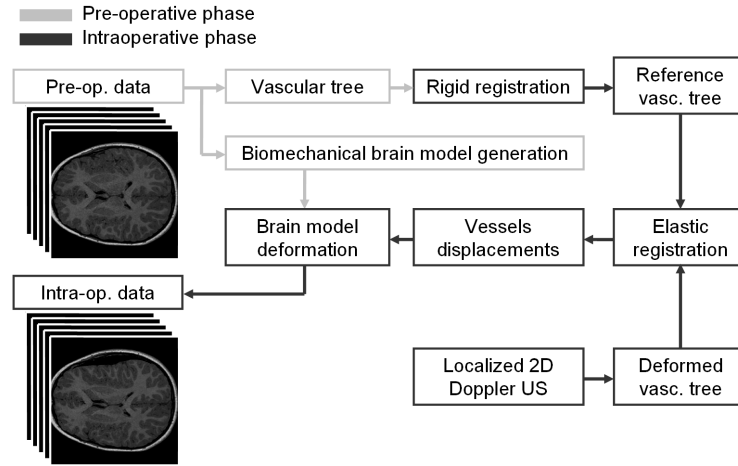 Pre-operative phase
Intraoperative phase
Pre-op. data
Vascular tree
Rigid registration
Reference
vasc. tree
Biomechanical brain model generation
Brain model
deformation
Vessels
displacements
Elastic
registration
Intra-op. data
Localized 2D
Doppler US
Deformed
vasc. tree